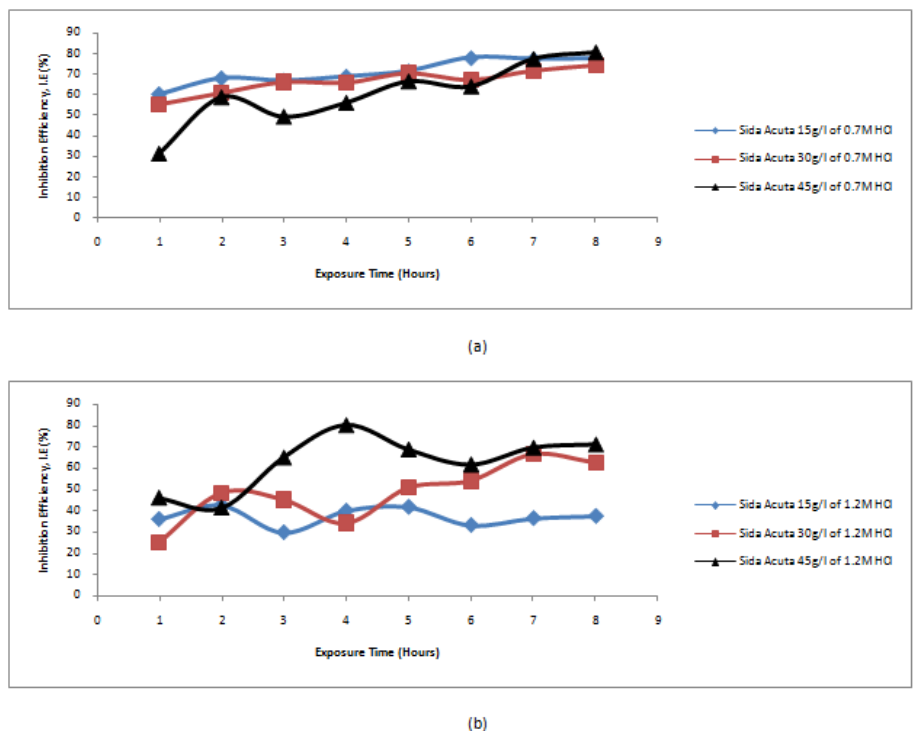 90
80
70
60
50
40
30
20
10
0
Inhibition Efficiency, I.E (%)
0 1 2 3 4 5 6 7 8 9
Exposure Time (Hours)
Sida Acuta 15g/l of 0.7M HCl
Sida Acuta 30g/l of 0.7M HCl
Sida Acuta 45g/l of 0.7M HCl
(a)
90
80
70
60
50
40
30
20
10
0
Inhibition Efficiency, I.E (%)
0 1 2 3 4 5 6 7 8 9
Exposure Time (Hours)
Sida Acuta 15g/l of 1.2M HCl
Sida Acuta 30g/l of 1.2M HCl
Sida Acuta 45g/l of 1.2M HCl
(b)